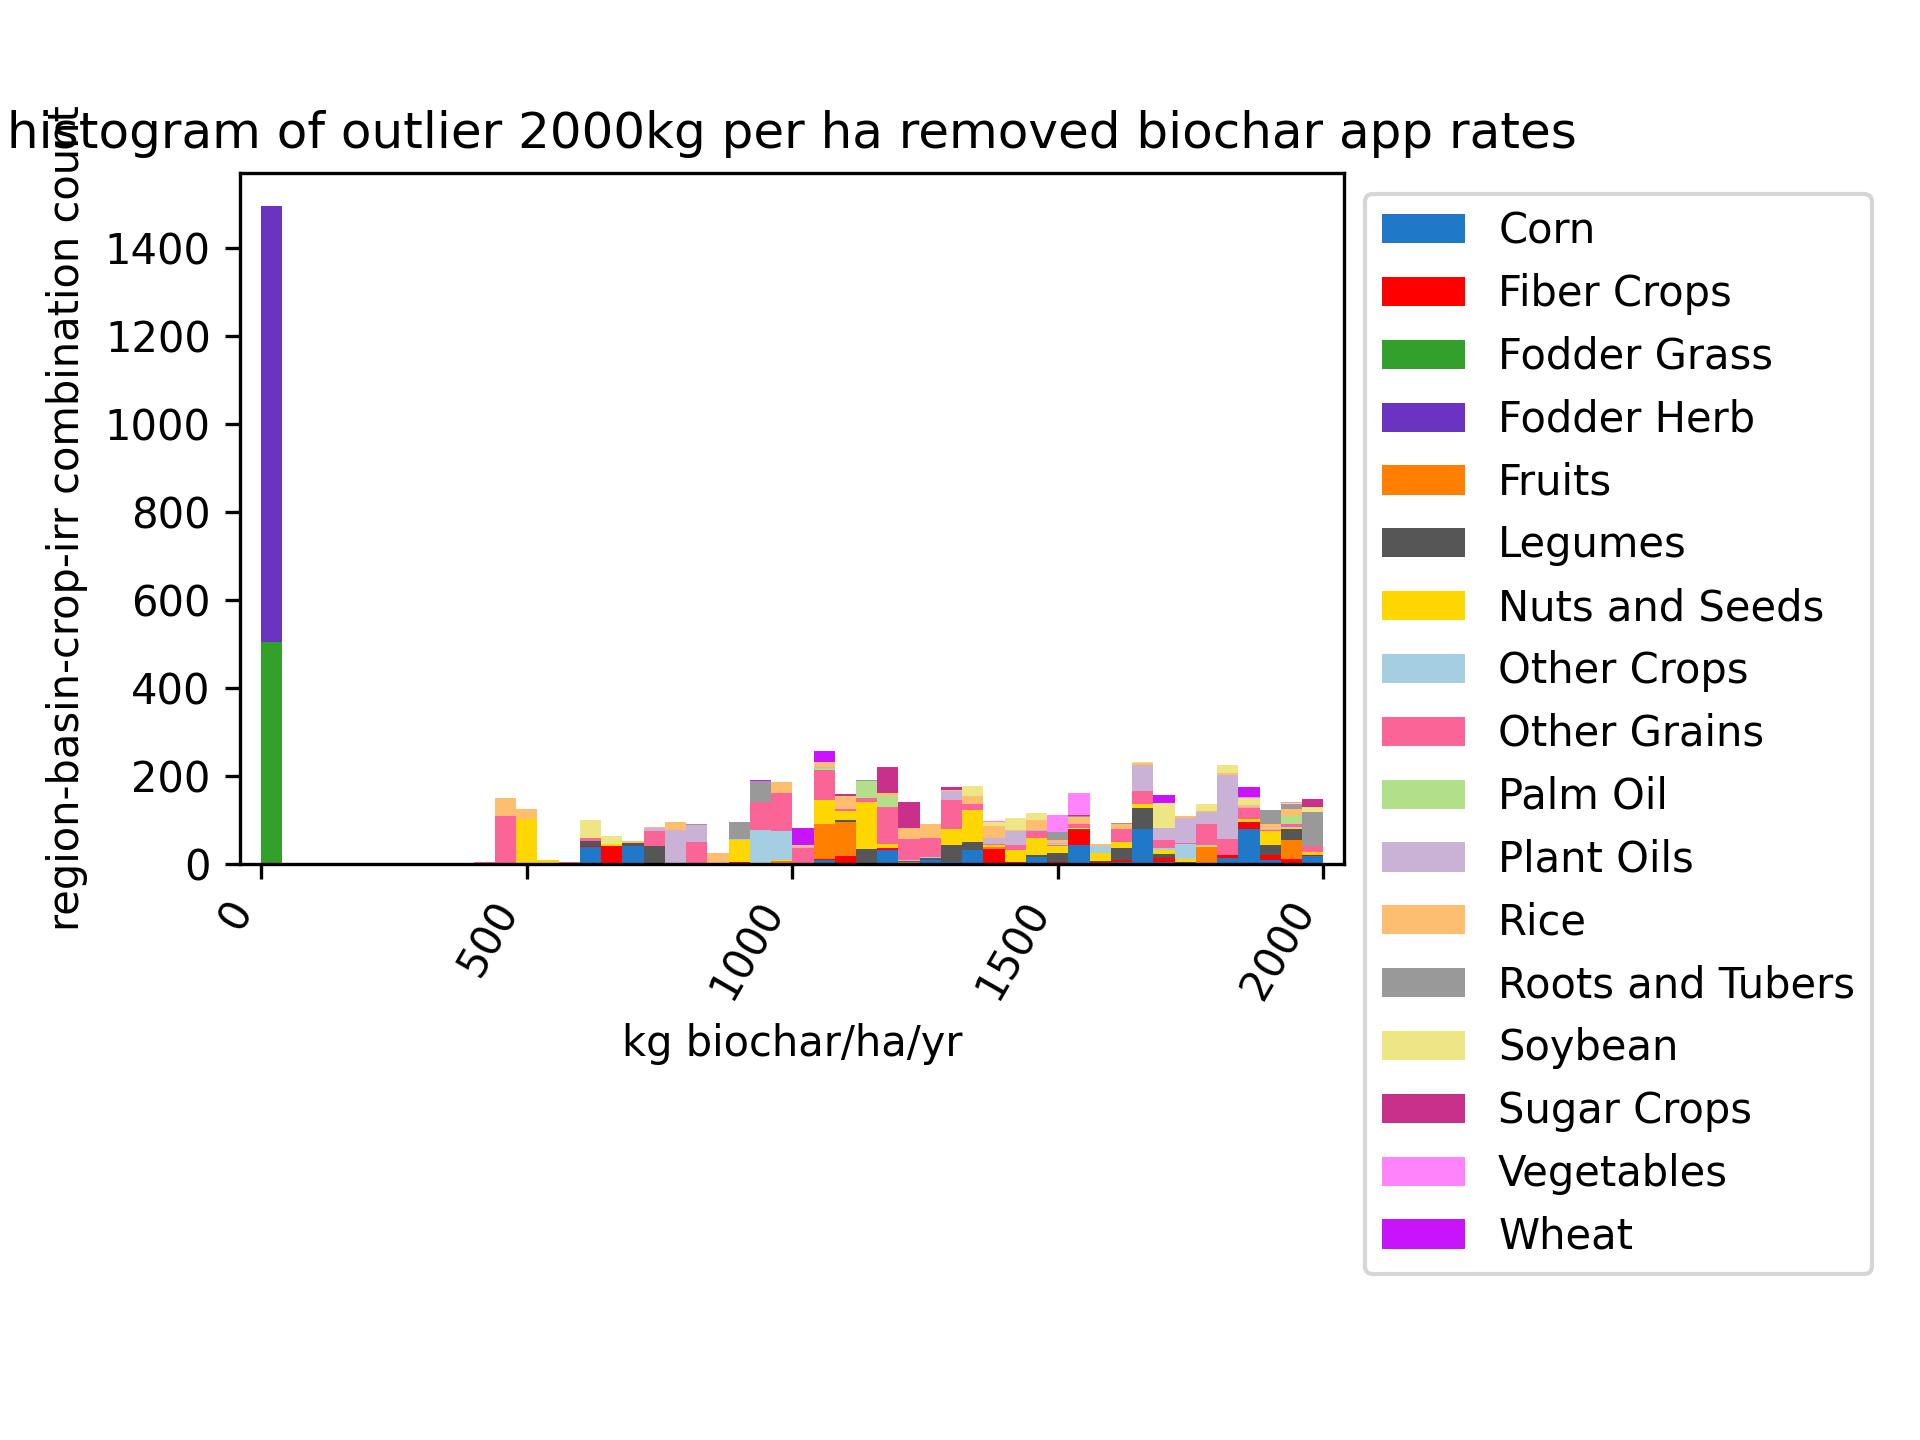 histogram of outlier 2000kg per ha removed biochar app rates
region-basin-crop-irr combination count
1400
1200
1000
800
600
400
200
0
0
500
1000
1500
2000
kg biochar/ha/yr
Corn
Fiber Crops
Fodder Grass
Fodder Herb
Fruits
Legumes
Nuts and Seeds
Other Crops
Other Grains
Palm Oil
Plant Oils
Rice
Roots and Tubers
Soybean
Sugar Crops
Vegetables
Wheat